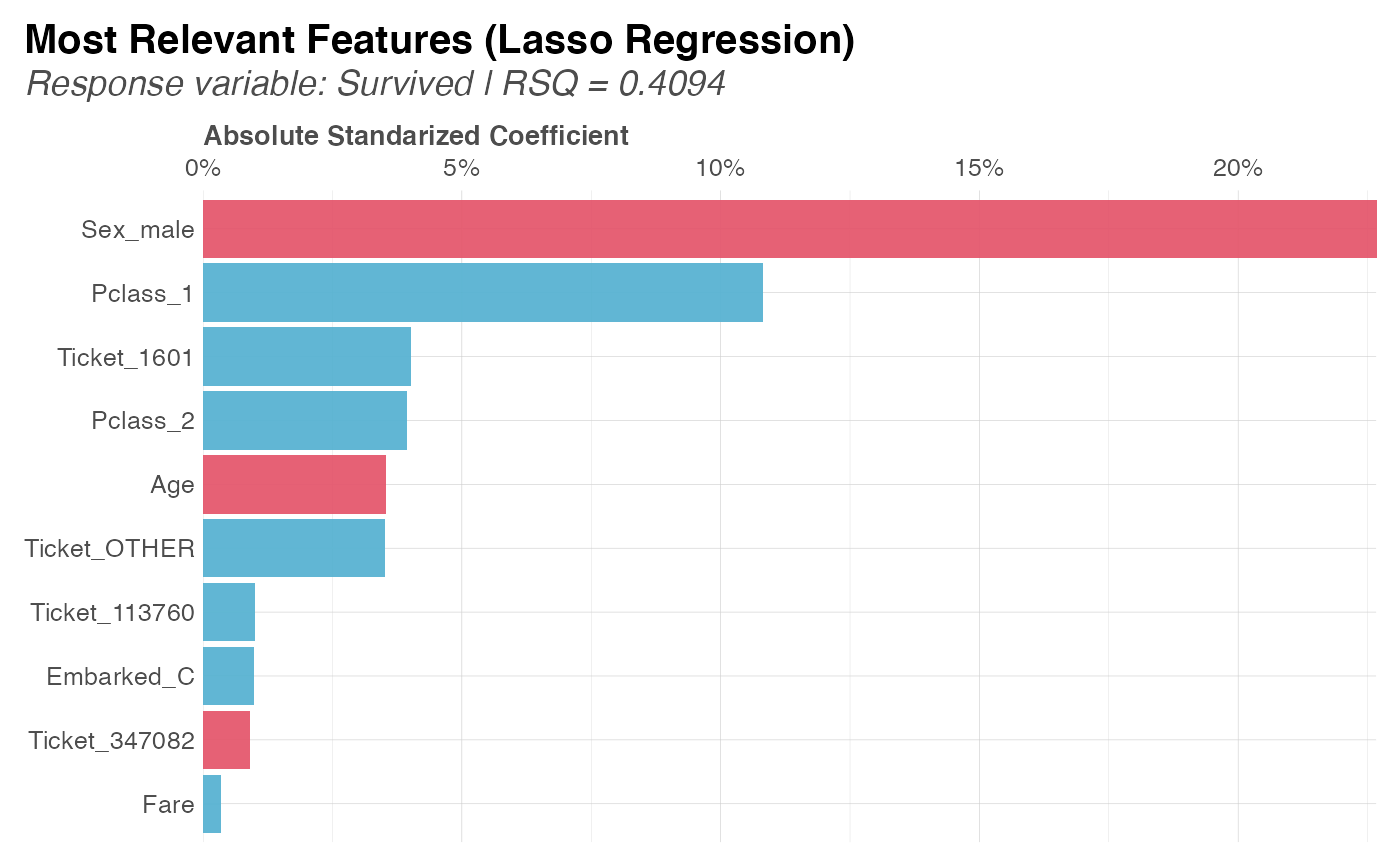 Most Relevant Features (Lasso Regression)
Response variable: Survived | RSQ = 0.4094
Absolute Standarized Coefficient
0% 5% 10% 15% 20%
Sex_male
Pclass_1
Ticket_1601
Pclass_2
Age
Ticket_OTHER
Ticket_113760
Embarked_C
Ticket_347082
Fare